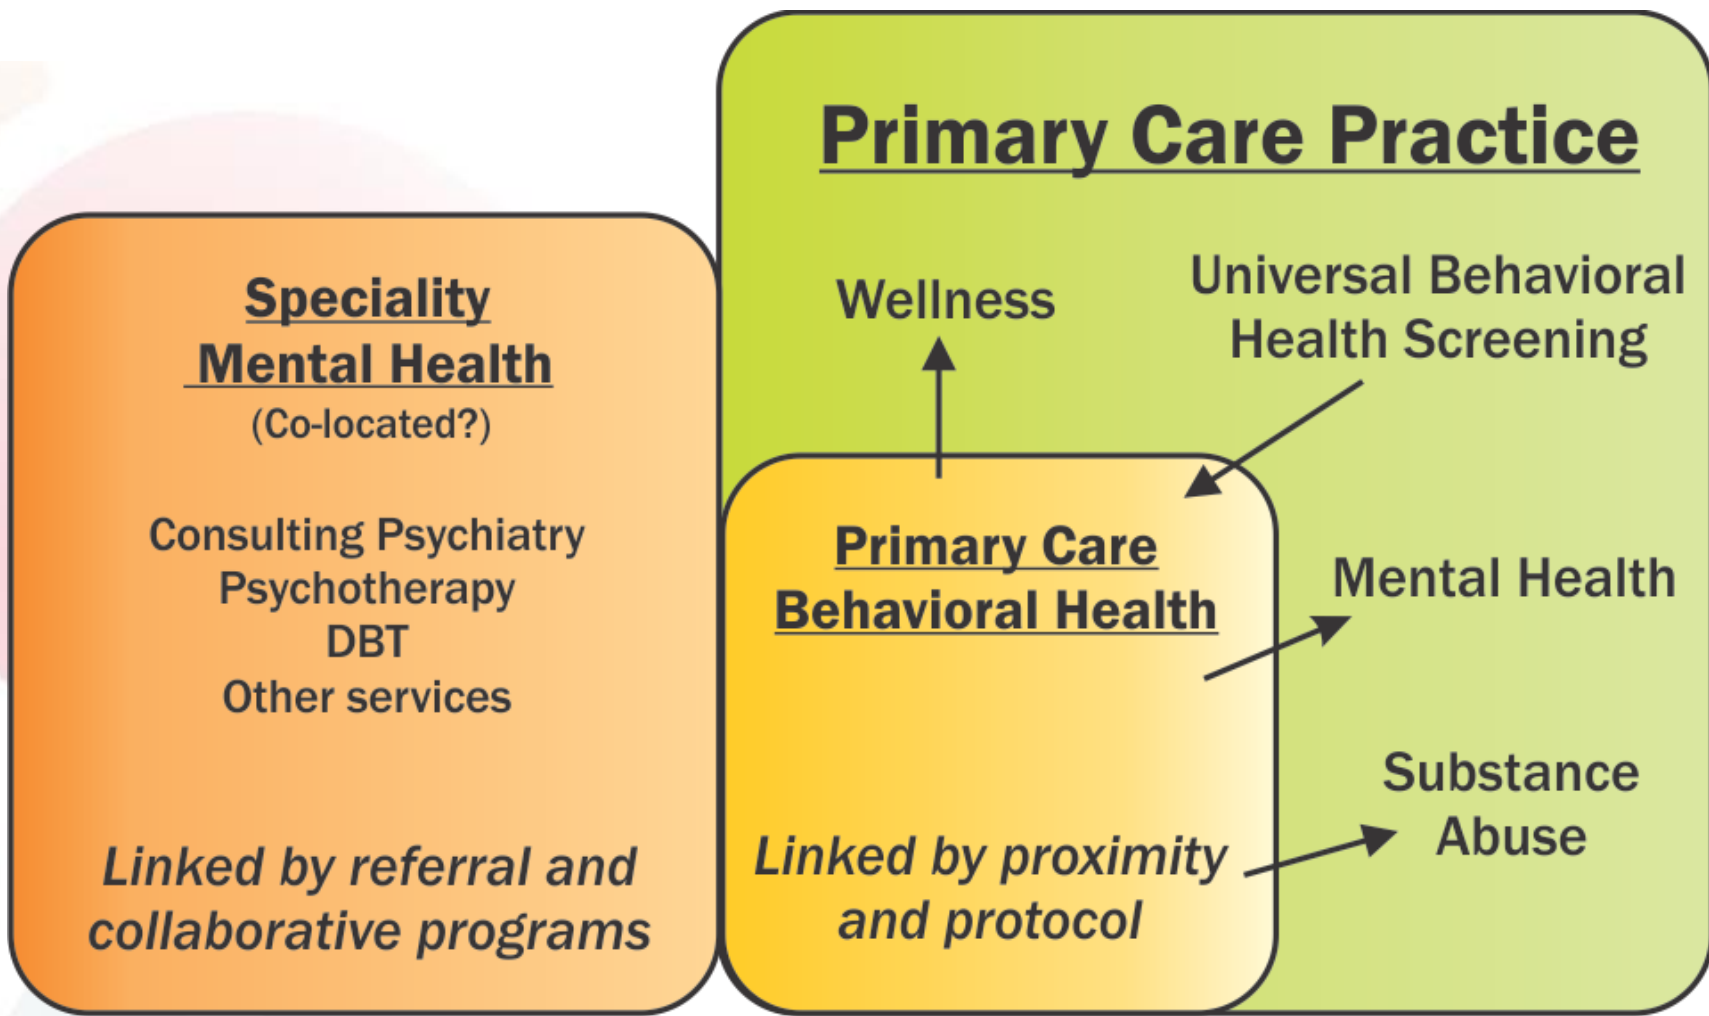 Primary Care Practice
Speciality
Mental Health
(Co-located?)
Consulting Psychiatry
Psychotherapy
DBT
Other services
Linked by referral and
collaborative programs
Wellness
Universal Behavioral
Health Screening
Primary Care
Behavioral Health
Linked by proximity
and protocol
Mental Health
Substance
Abuse